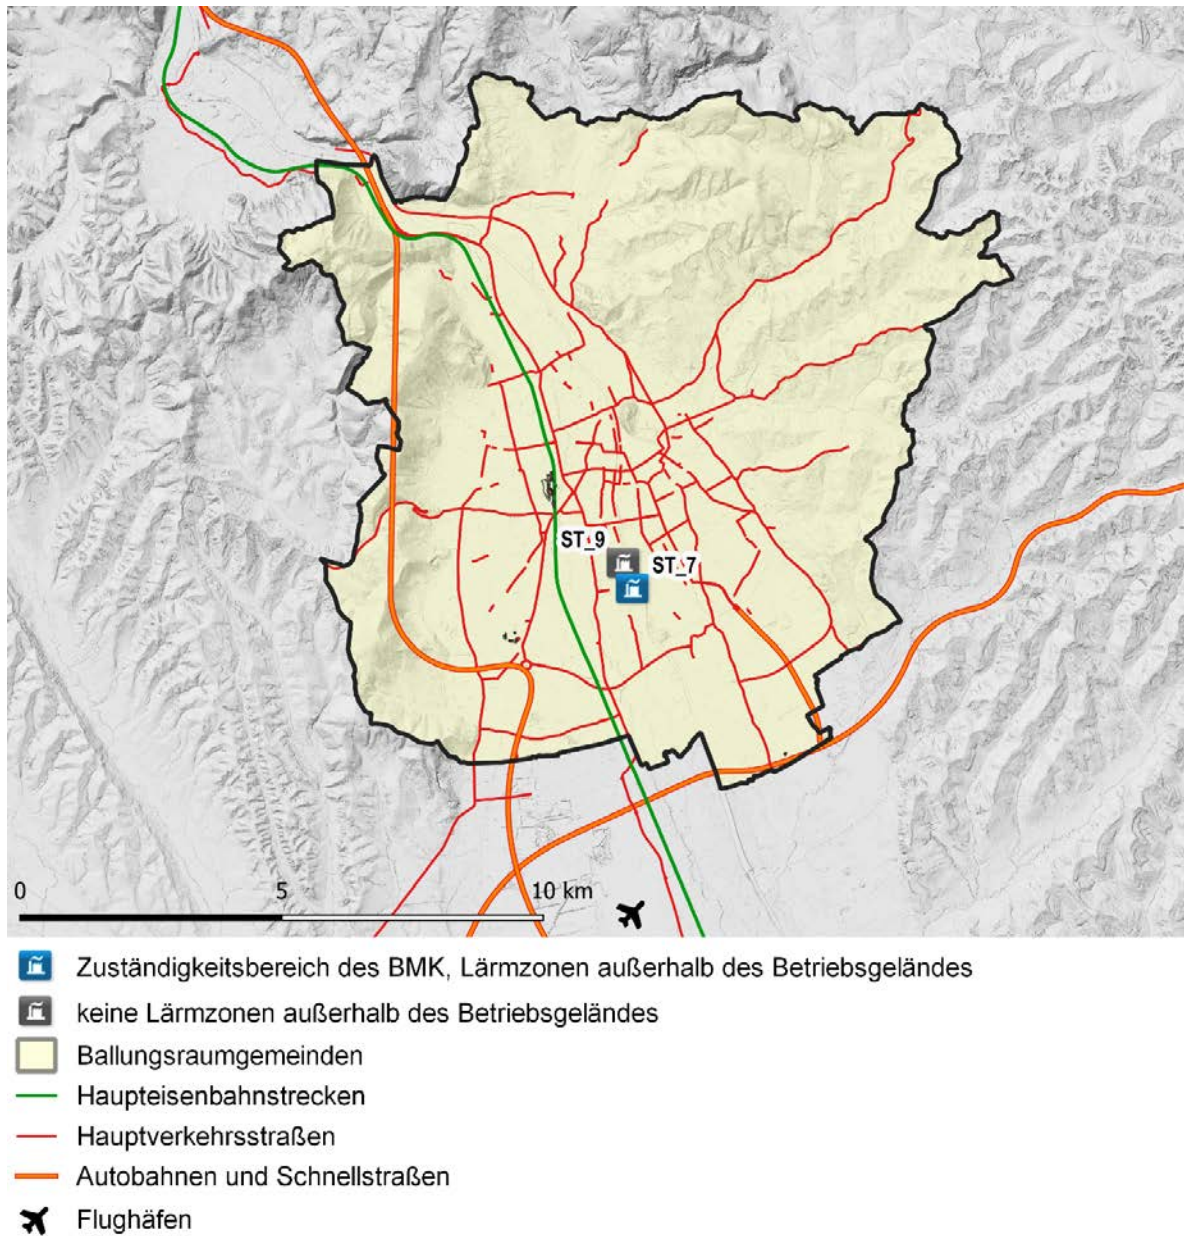 ST_9
ST_7
0 5 10 km
Zuständigkeitsbereich des BMK, Lärmzonen außerhalb des Betriebsgeländes
keine Lärmzonen außerhalb des Betriebsgeländes
Ballungsraumgemeinden
Haupteisenbahnstrecken
Hauptverkehrsstraßen
Autobahnen und Schnellstraßen
Flughäfen